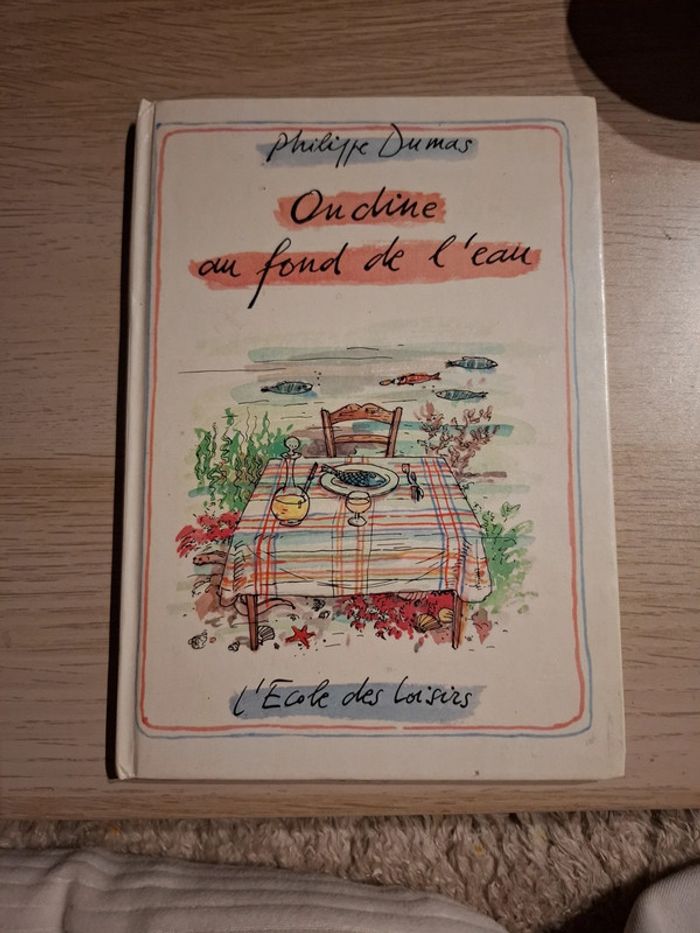 Philippe Dumas
Ondine
au fond de l'eau
L'Ecole des Loisirs